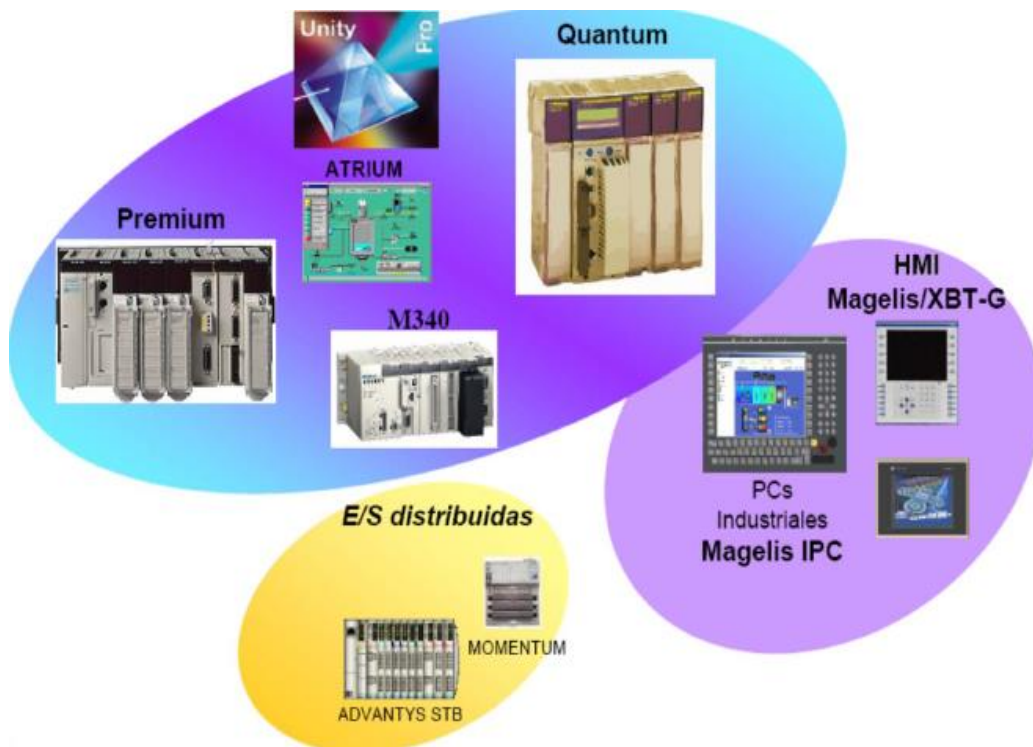 Unity
Pro
Quantum
ATRIUM
Premium
M340
HMI
Magelis/XBT-G
PCs
Industriales
Magelis IPC
E/S distribuidas
MOMENTUM
ADVANTYS STB